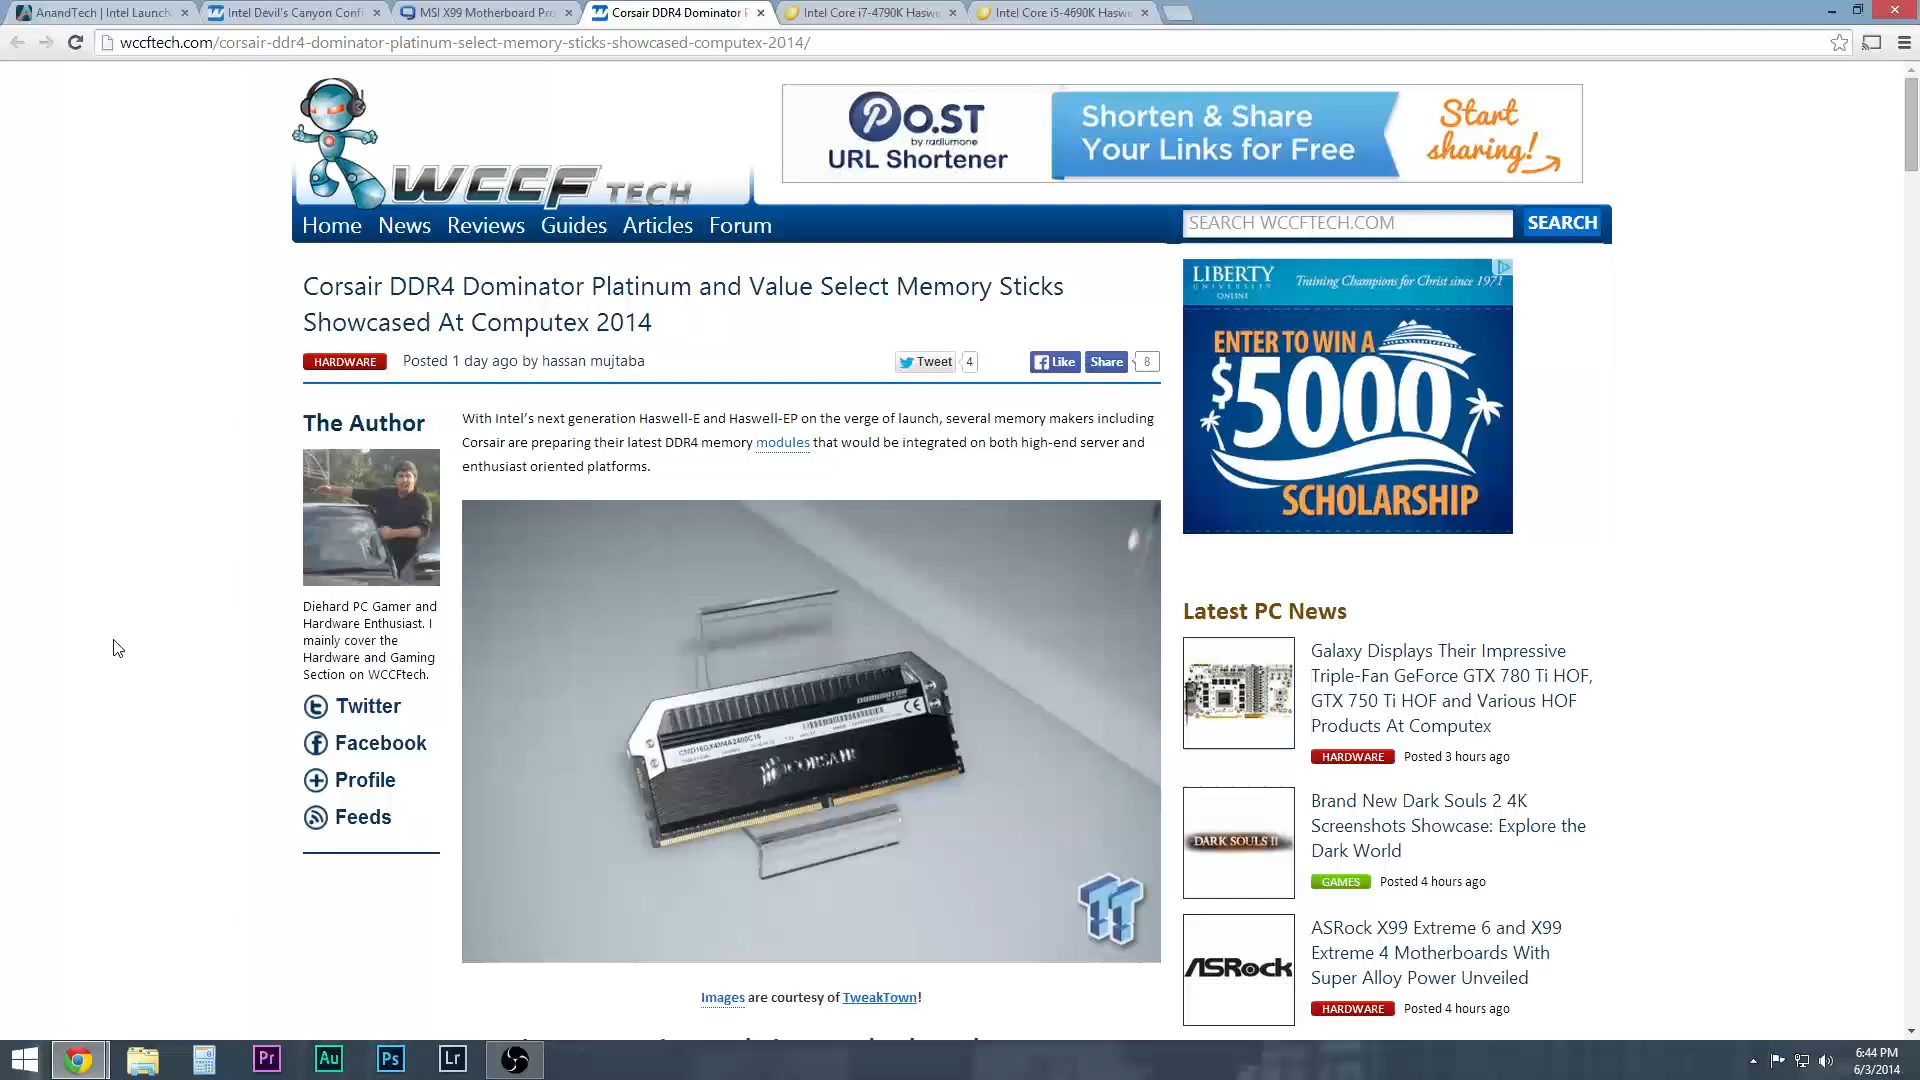 AnandTech | Intel Launch
Intel Devil's Canyon Confi
MSI X99 Motherboard Pro
Corsair DDR4 Dominator P
Intel Core i7-4790K Haswe
Intel Core i5-4690K Haswe
wccftech.com/corsair-ddr4-dominator-platinum-select-memory-sticks-showcased-computex-2014/
WCCF TECH
PO.ST
by radiumone
URL Shortener
Shorten & Share
Your Links for Free
Start
sharing!
Home News Reviews Guides Articles Forum
SEARCH WCCFTECH.COM
SEARCH
Corsair DDR4 Dominator Platinum and Value Select Memory Sticks
Showcased At Computex 2014
HARDWARE Posted 1 day ago by hassan mujtaba
Tweet 4
Like Share 8
The Author
Diehard PC Gamer and
Hardware Enthusiast. I
mainly cover the
Hardware and Gaming
Section on WCCFtech.
Twitter
Facebook
Profile
Feeds
With Intel's next generation Haswell-E and Haswell-EP on the verge of launch, several memory makers including
Corsair are preparing their latest DDR4 memory modules that would be integrated on both high-end server and
enthusiast oriented platforms.
DOMINATOR
CMD16GX4M4A2400C16
CORSAIR
TT
Images are courtesy of TweakTown!
LIBERTY
UNIVERSITY
ONLINE
Training Champions for Christ since 1971
ENTER TO WIN A
$5000
SCHOLARSHIP
Latest PC News
Galaxy Displays Their Impressive
Triple-Fan GeForce GTX 780 Ti HOF,
GTX 750 Ti HOF and Various HOF
Products At Computex
HARDWARE Posted 3 hours ago
DARK SOULS II
Brand New Dark Souls 2 4K
Screenshots Showcase: Explore the
Dark World
GAMES Posted 4 hours ago
ASRock
ASRock X99 Extreme 6 and X99
Extreme 4 Motherboards With
Super Alloy Power Unveiled
HARDWARE Posted 4 hours ago
Pr
Au
Ps
Lr
6:44 PM
6/3/2014